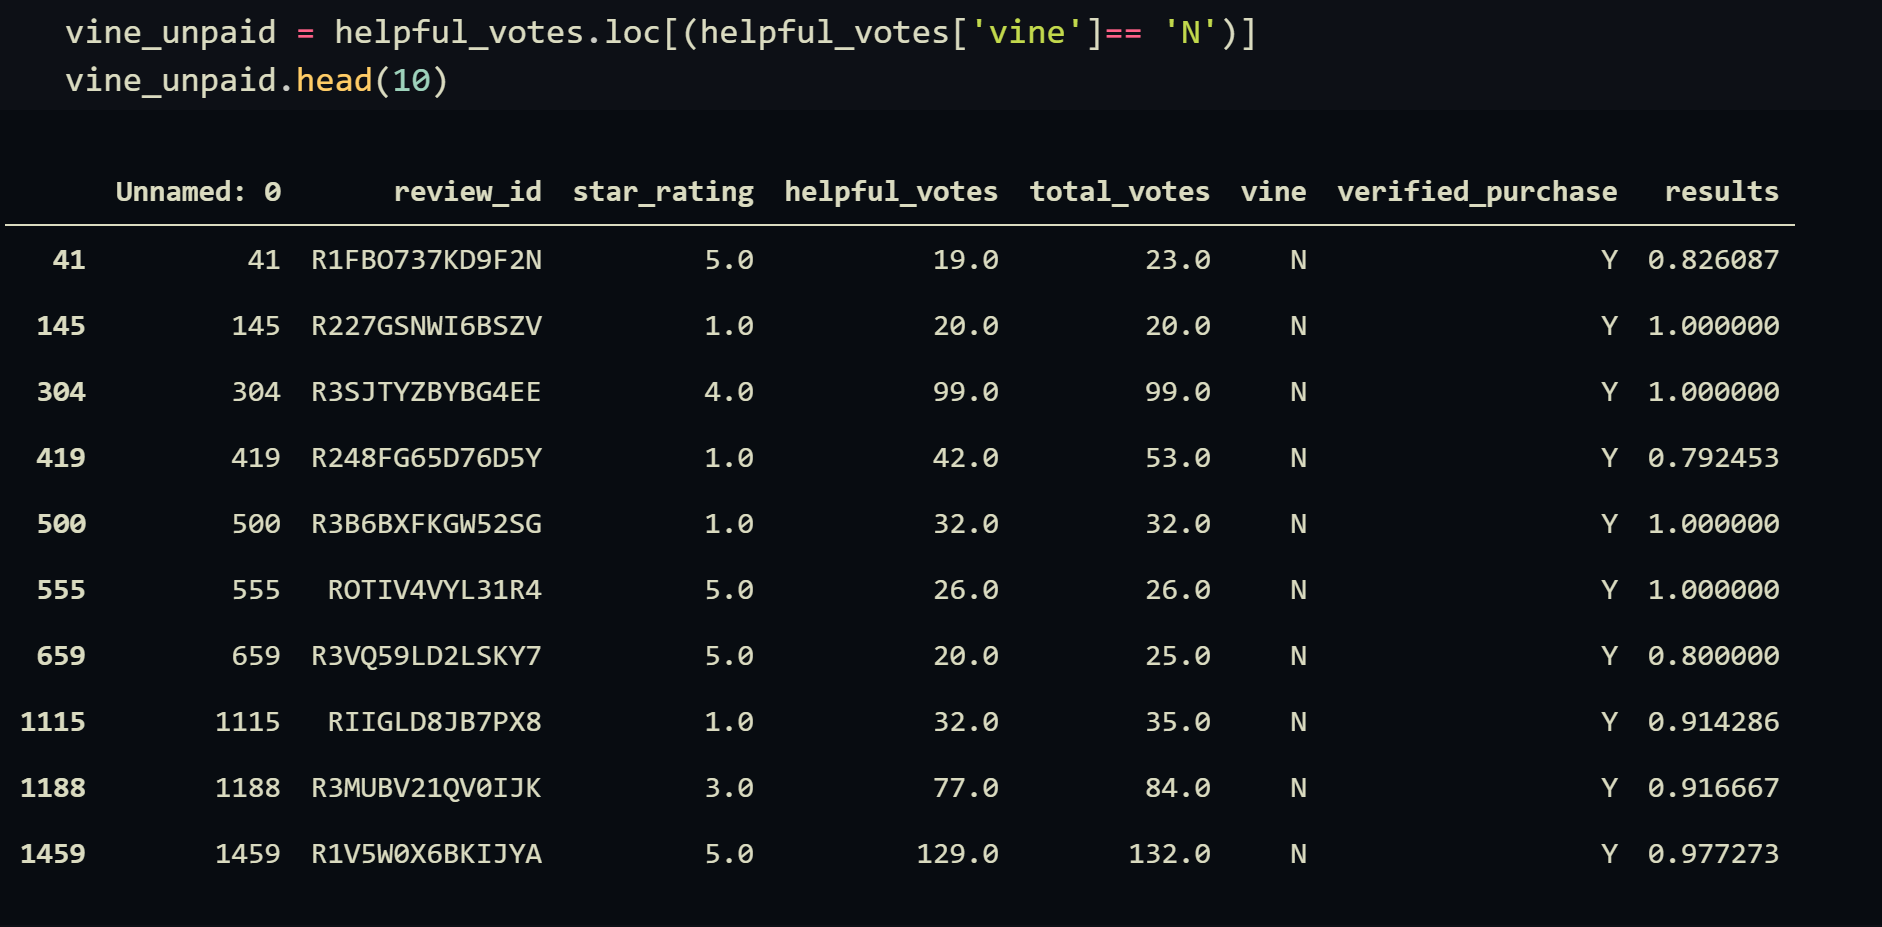 vine_unpaid = helpful_votes.loc[(helpful_votes['vine']== 'N')]
vine_unpaid.head(10)
Unnamed: 0 review_id star_rating helpful_votes total_votes vine verified_purchase results
41 41 R1FBO737KD9F2N 5.0 19.0 23.0 N Y 0.826087
145 145 R227GSNWI6BSZV 1.0 20.0 20.0 N Y 1.000000
304 304 R3SJTYZBYBG4EE 4.0 99.0 99.0 N Y 1.000000
419 419 R248FG65D76D5Y 1.0 42.0 53.0 N Y 0.792453
500 500 R3B6BXFKGW52SG 1.0 32.0 32.0 N Y 1.000000
555 555 ROTIV4VYL31R4 5.0 26.0 26.0 N Y 1.000000
659 659 R3VQ59LD2LSKY7 5.0 20.0 25.0 N Y 0.800000
1115 1115 RIIGLD8JB7PX8 1.0 32.0 35.0 N Y 0.914286
1188 1188 R3MUBV21QV0IJK 3.0 77.0 84.0 N Y 0.916667
1459 1459 R1V5W0X6BKIJYA 5.0 129.0 132.0 N Y 0.977273